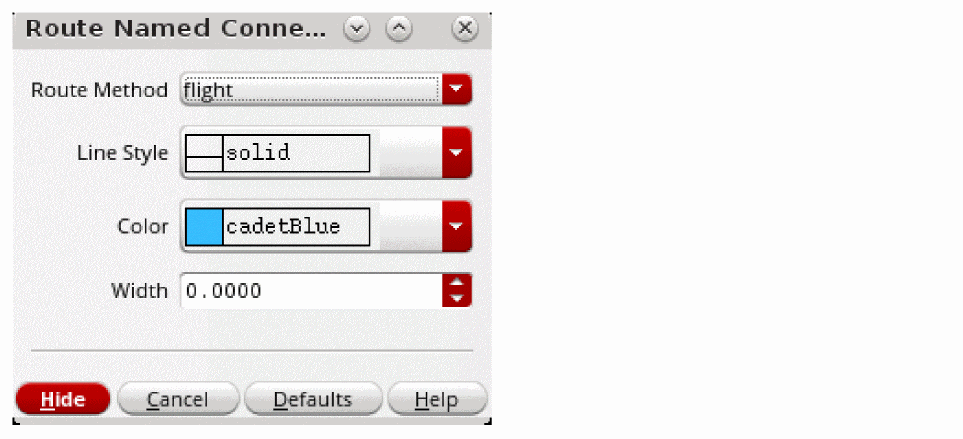 Route Named Conne...
Route Method flight
Line Style solid
Color cadetBlue
Width 0.0000
Hide Cancel Defaults Help